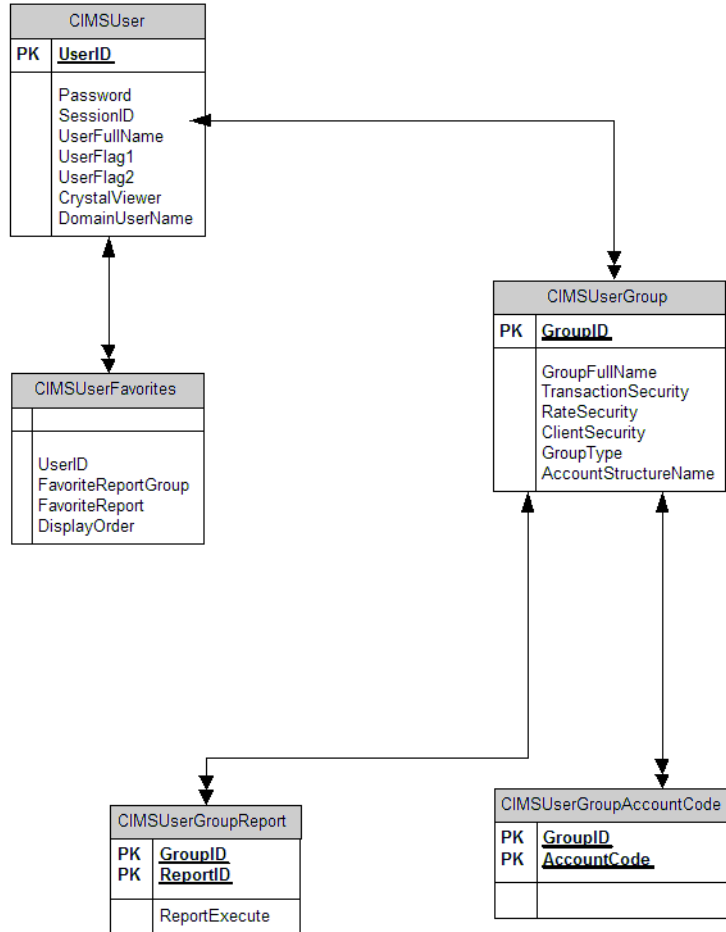 CIMSUser
PK UserID
Password
SessionID
UserFullName
UserFlag1
UserFlag2
CrystalViewer
DomainUserName
CIMSUserGroup
PK GroupID
GroupFullName
TransactionSecurity
RateSecurity
ClientSecurity
GroupType
AccountStructureName
CIMSUserFavorites
UserID
FavoriteReportGroup
FavoriteReport
DisplayOrder
CIMSUserGroupReport
PK GroupID
PK ReportID
ReportExecute
CIMSUserGroupAccountCode
PK GroupID
PK AccountCode